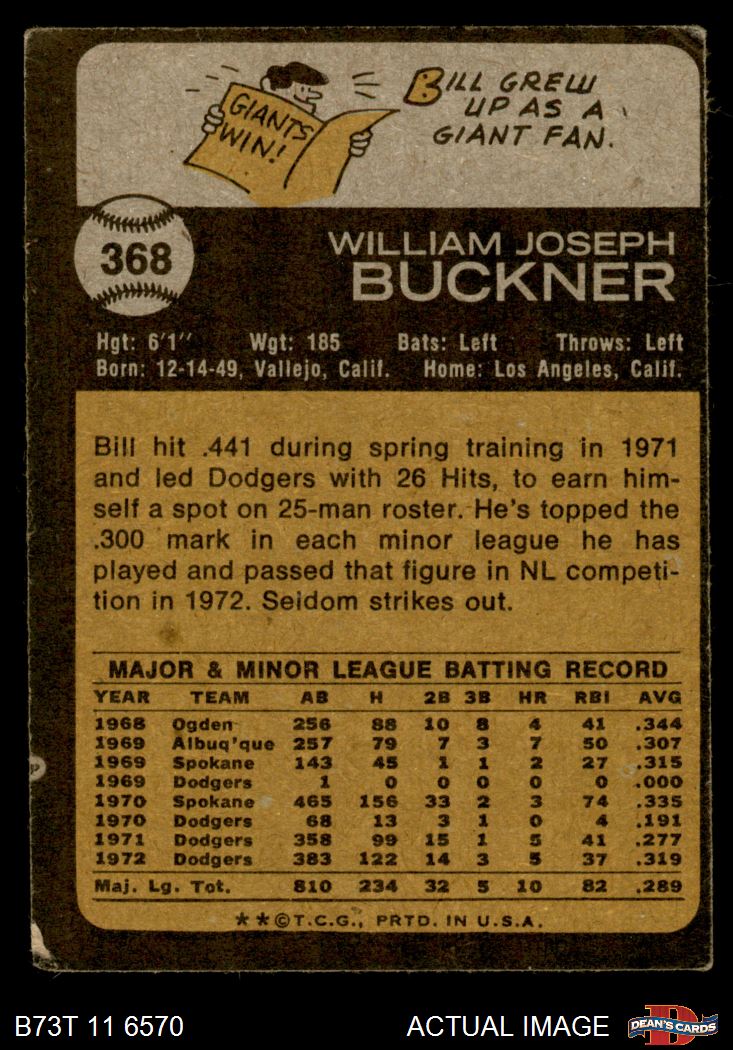 GIANTS
WIN!
BILL GREW
UP AS A
GIANT FAN.
368
WILLIAM JOSEPH
BUCKNER
Hgt: 6'1" Wgt: 185 Bats: Left Throws: Left
Born: 12-14-49, Vallejo, Calif. Home: Los Angeles, Calif.
Bill hit .441 during spring training in 1971
and led Dodgers with 26 Hits, to earn him-
self a spot on 25-man roster. He's topped the
.300 mark in each minor league he has
played and passed that figure in NL competi-
tion in 1972. Seldom strikes out.
MAJOR & MINOR LEAGUE BATTING RECORD
YEAR TEAM AB H 2B 3B HR RBI AVG
1968 Ogden 256 88 10 8 4 41 .344
1969 Albuq'que 257 79 7 3 7 50 .307
1969 Spokane 143 45 1 1 2 27 .315
1969 Dodgers 1 0 0 0 0 0 .000
1970 Spokane 465 156 33 2 3 74 .335
1970 Dodgers 68 13 3 1 0 4 .191
1971 Dodgers 358 99 15 1 5 41 .277
1972 Dodgers 383 122 14 3 5 37 .319
Maj. Lg. Tot. 810 234 32 5 10 82 .289
**©T.C.G., PRTD. IN U.S.A.
B73T 11 6570 ACTUAL IMAGE
DEAN'S CARDS